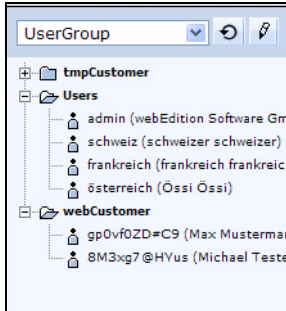 UserGroup
tmpCustomer
Users
admin (webEdition Software Gm
schweiz (schweizer schweizer)
frankreich (frankreich frankreic
österreich (Össi Össi)
webCustomer
gp0vf0ZD#C9 (Max Musterma
8M3xg7@HYus (Michael Teste